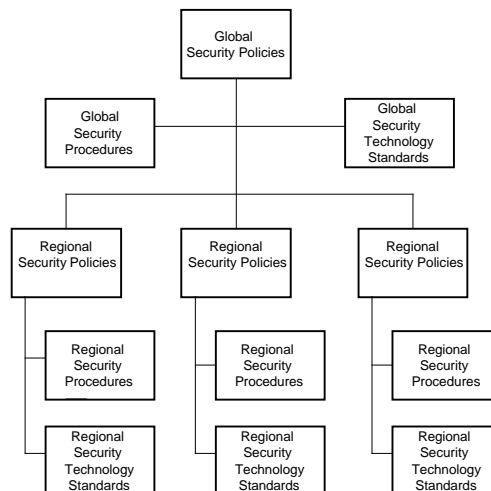 Global
Security Policies
Global
Security
Procedures
Global
Security
Technology
Standards
Regional
Security Policies
Regional
Security Policies
Regional
Security Policies
Regional
Security
Procedures
Regional
Security
Procedures
Regional
Security
Procedures
Regional
Security
Technology
Standards
Regional
Security
Technology
Standards
Regional
Security
Technology
Standards